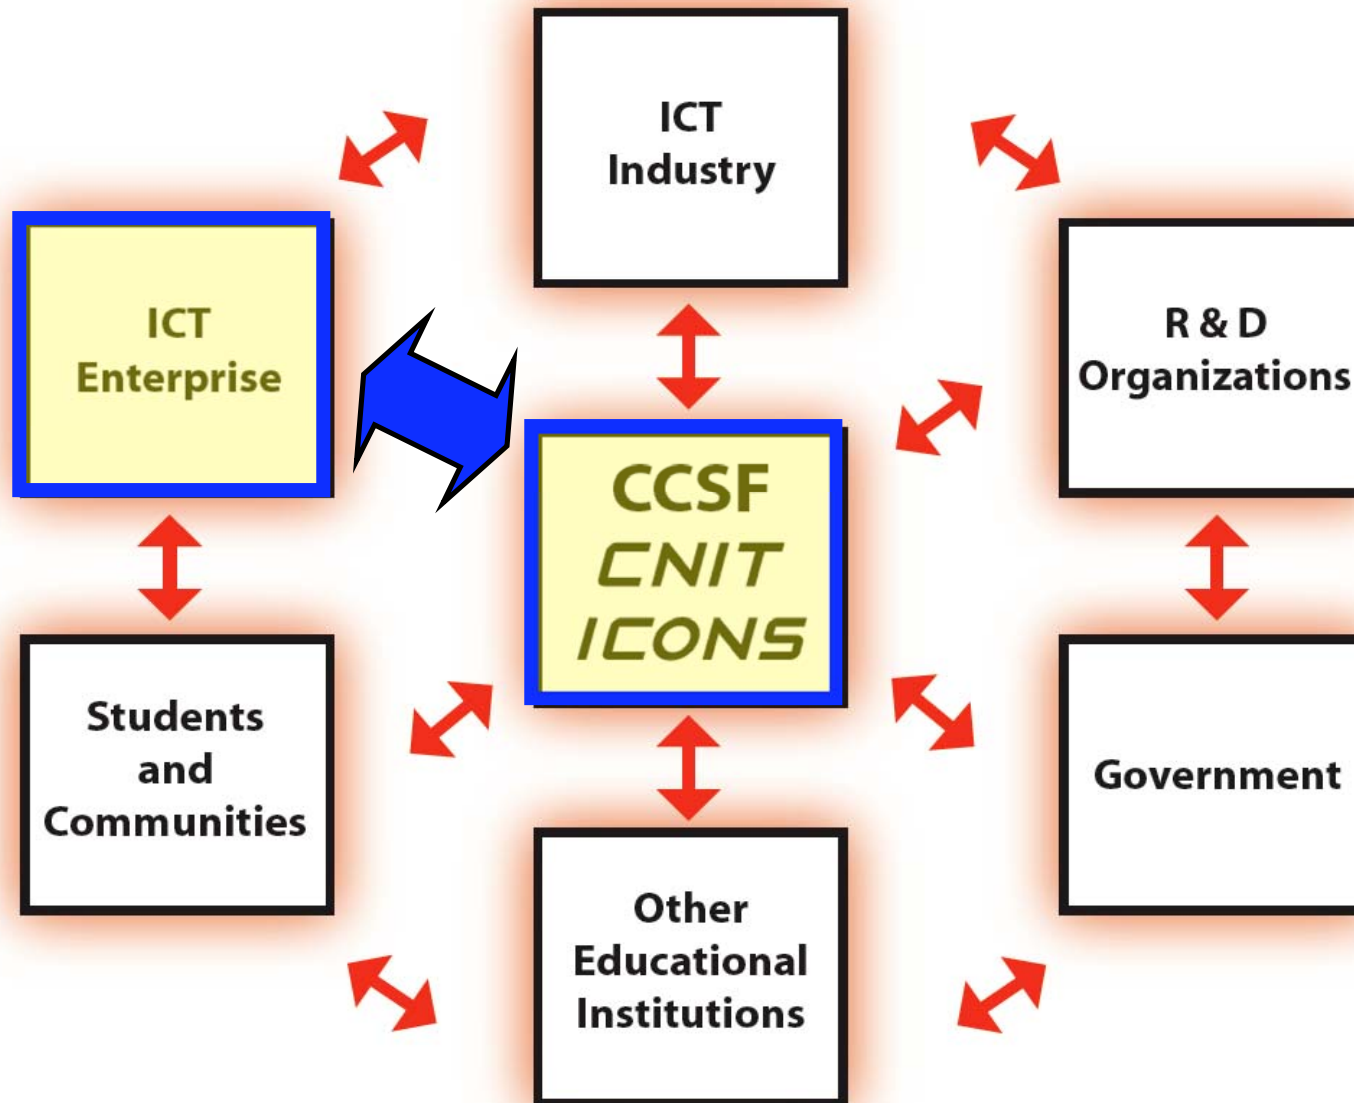 ICT
Industry
ICT
Enterprise
R & D
Organizations
CCSF
CNIT
ICONS
Students
and
Communities
Government
Other
Educational
Institutions